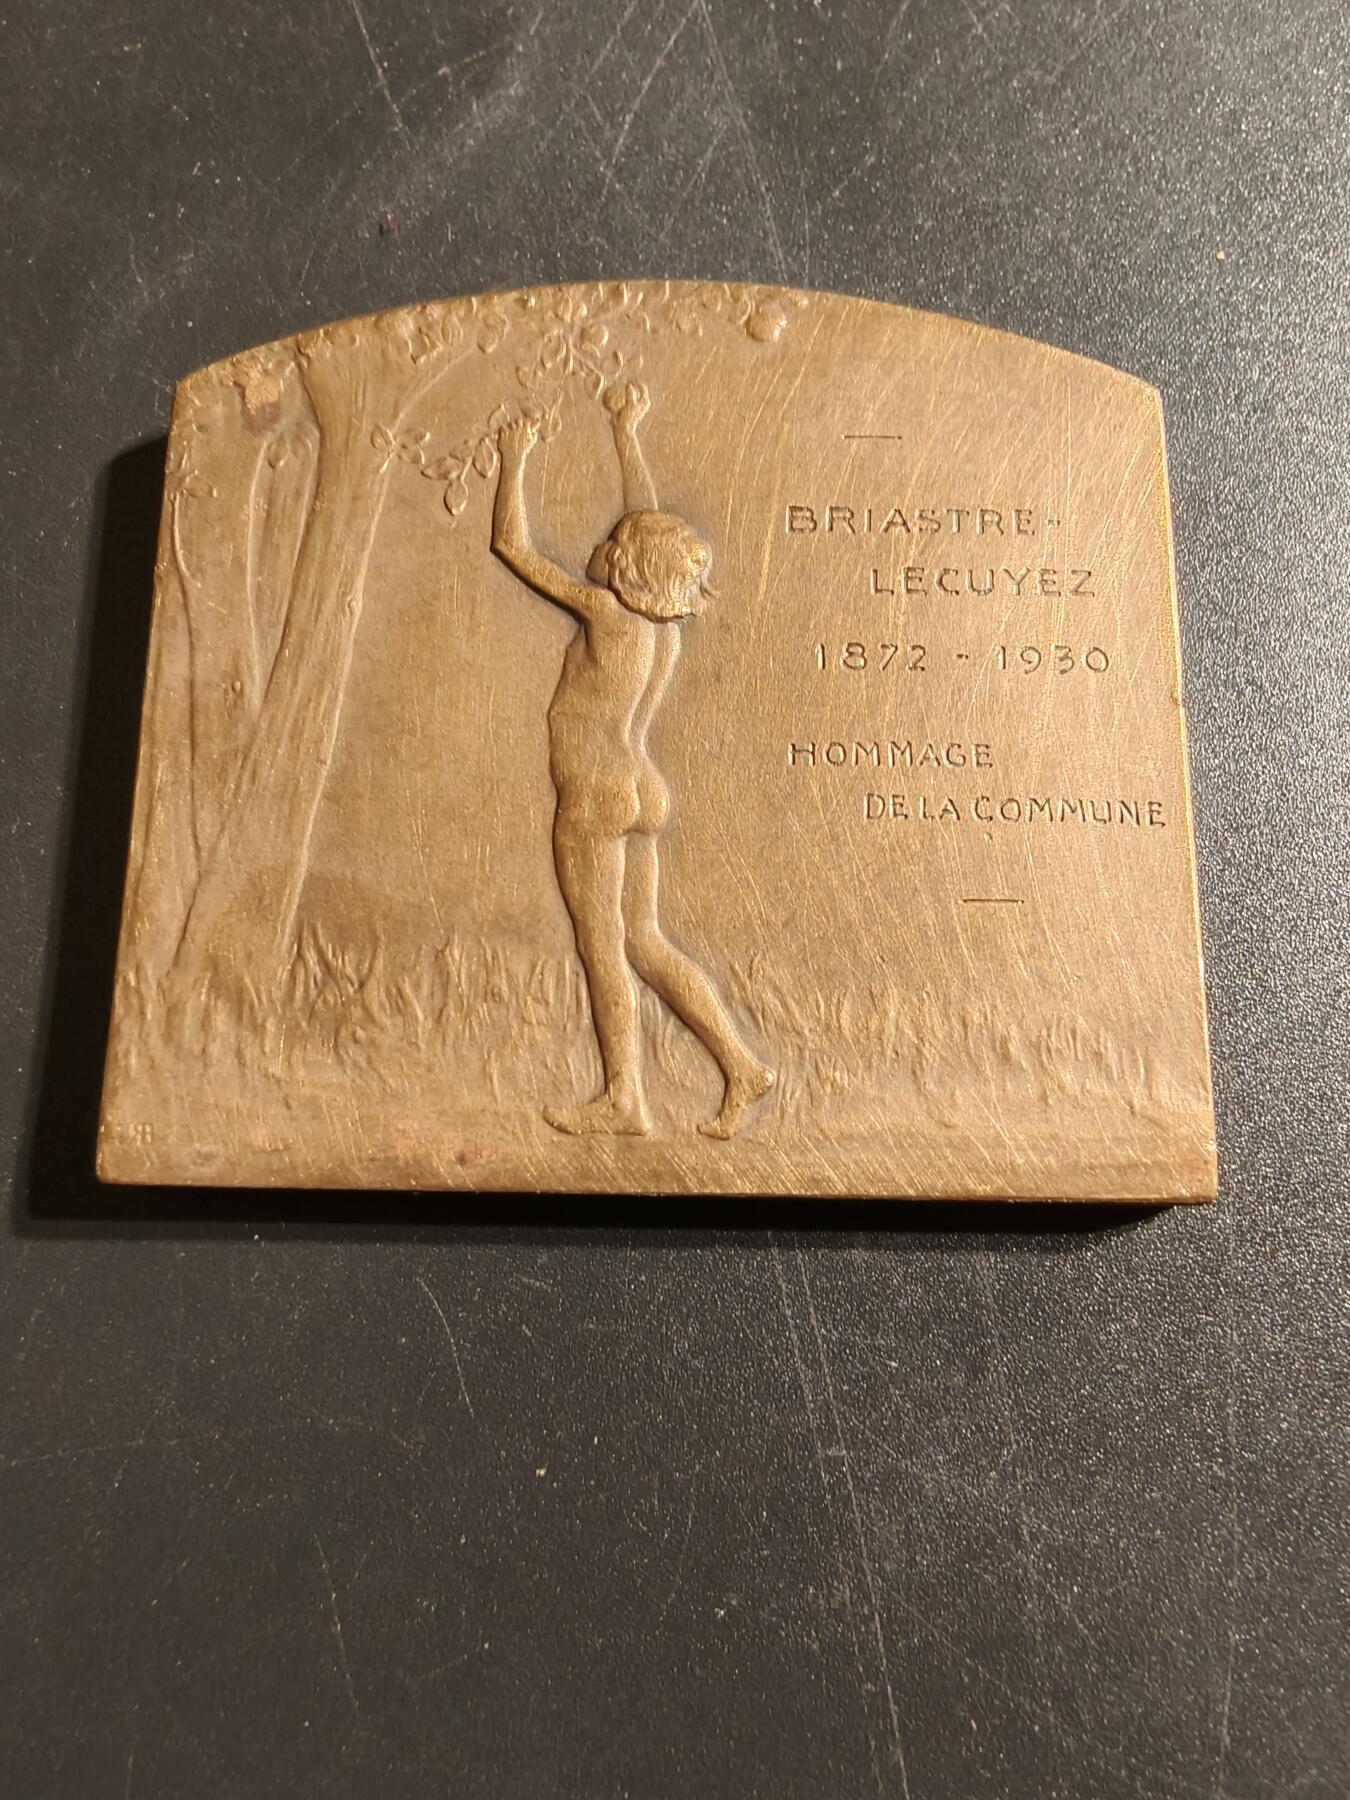 BRIASTRE-
LECUYEZ
1872 - 1930
HOMMAGE
DE LA COMMUNE